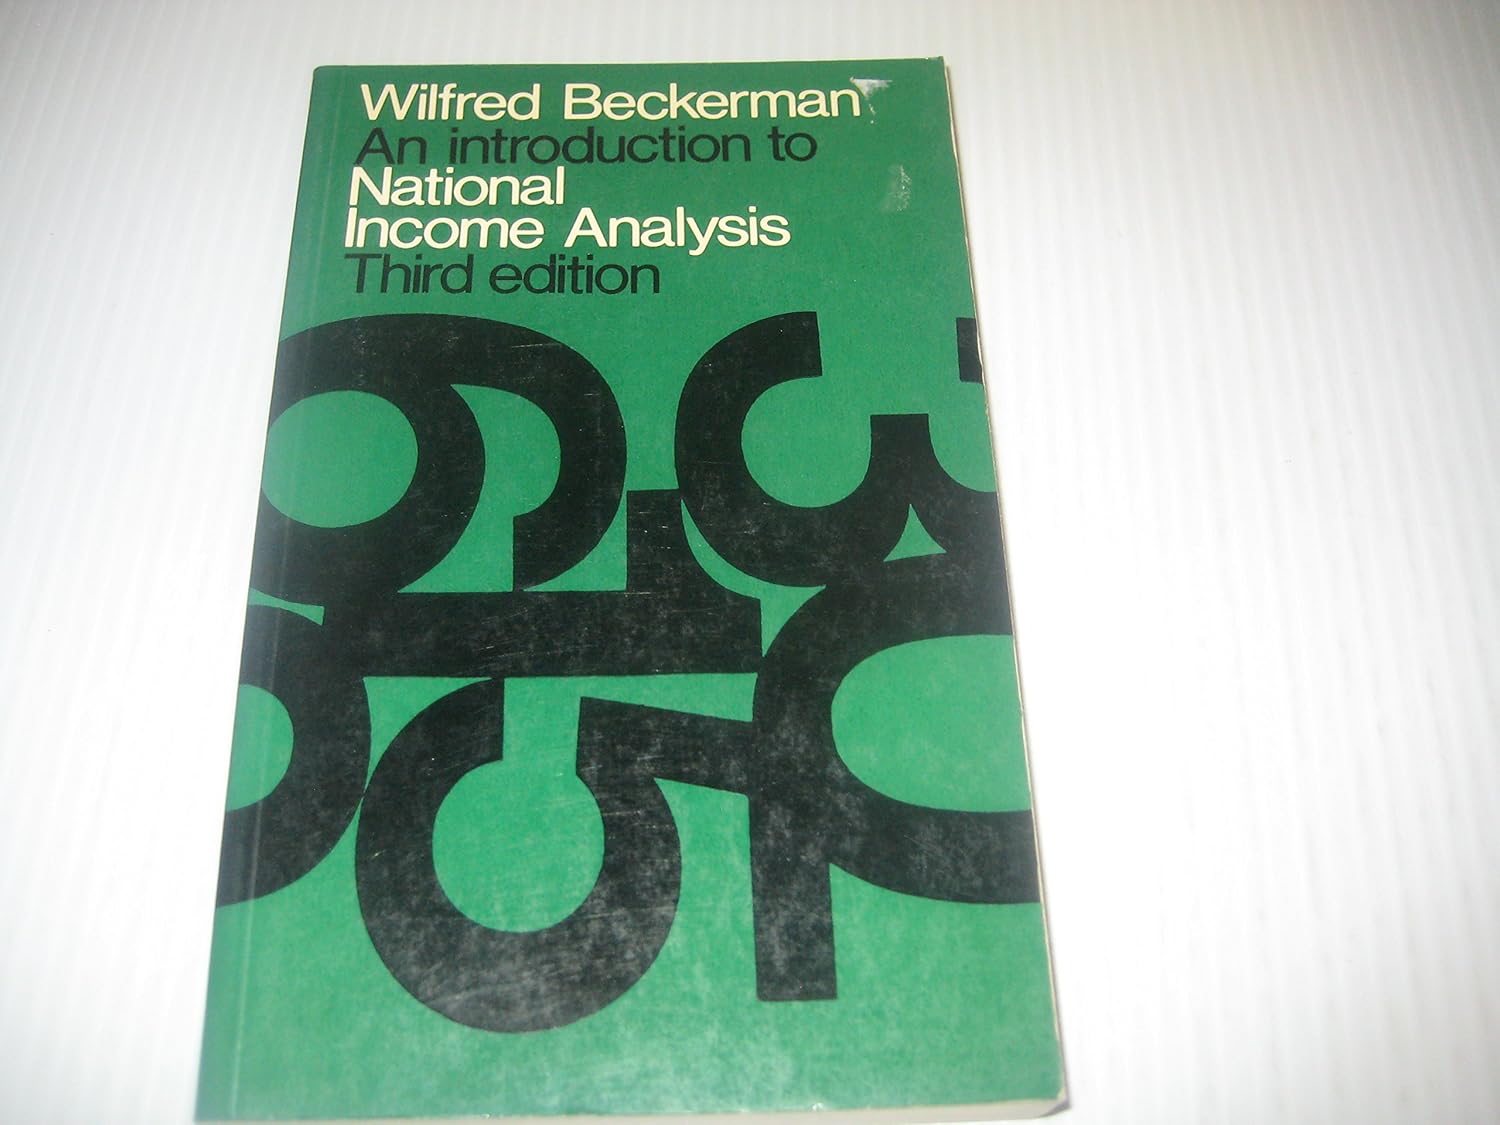 Wilfred Beckerman
An introduction to
National
Income Analysis
Third edition